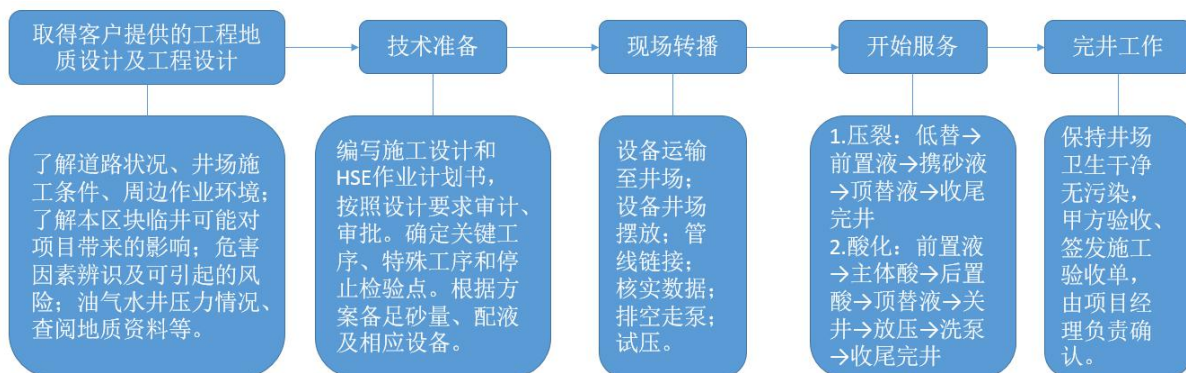 取得客户提供的工程地
质设计及工程设计
技术准备
现场转播
开始服务
完井工作
了解道路状况、井场施
工条件、周边作业环境；
了解本区块临井可能对
项目带来的影响；危害
因素辨识及可引起的风
险；油气水井压力情况、
查阅地质资料等。
编写施工设计和
HSE作业计划书，
按照设计要求审计、
审批。确定关键工
序、特殊工序和停
止检验点。根据方
案备足砂量、配液
及相应设备。
设备运输
至井场；
设备井场
摆放；管
线链接；
核实数据；
排空走泵；
试压。
1.压裂：低替→
前置液→携砂液
→顶替液→收尾
完井
2.酸化：前置液
→主体酸→后置
酸→顶替液→关
井→放压→洗泵
→收尾完井
保持井场
卫生干净
无污染，
甲方验收、
签发施工
验收单，
由项目经
理负责确
认。